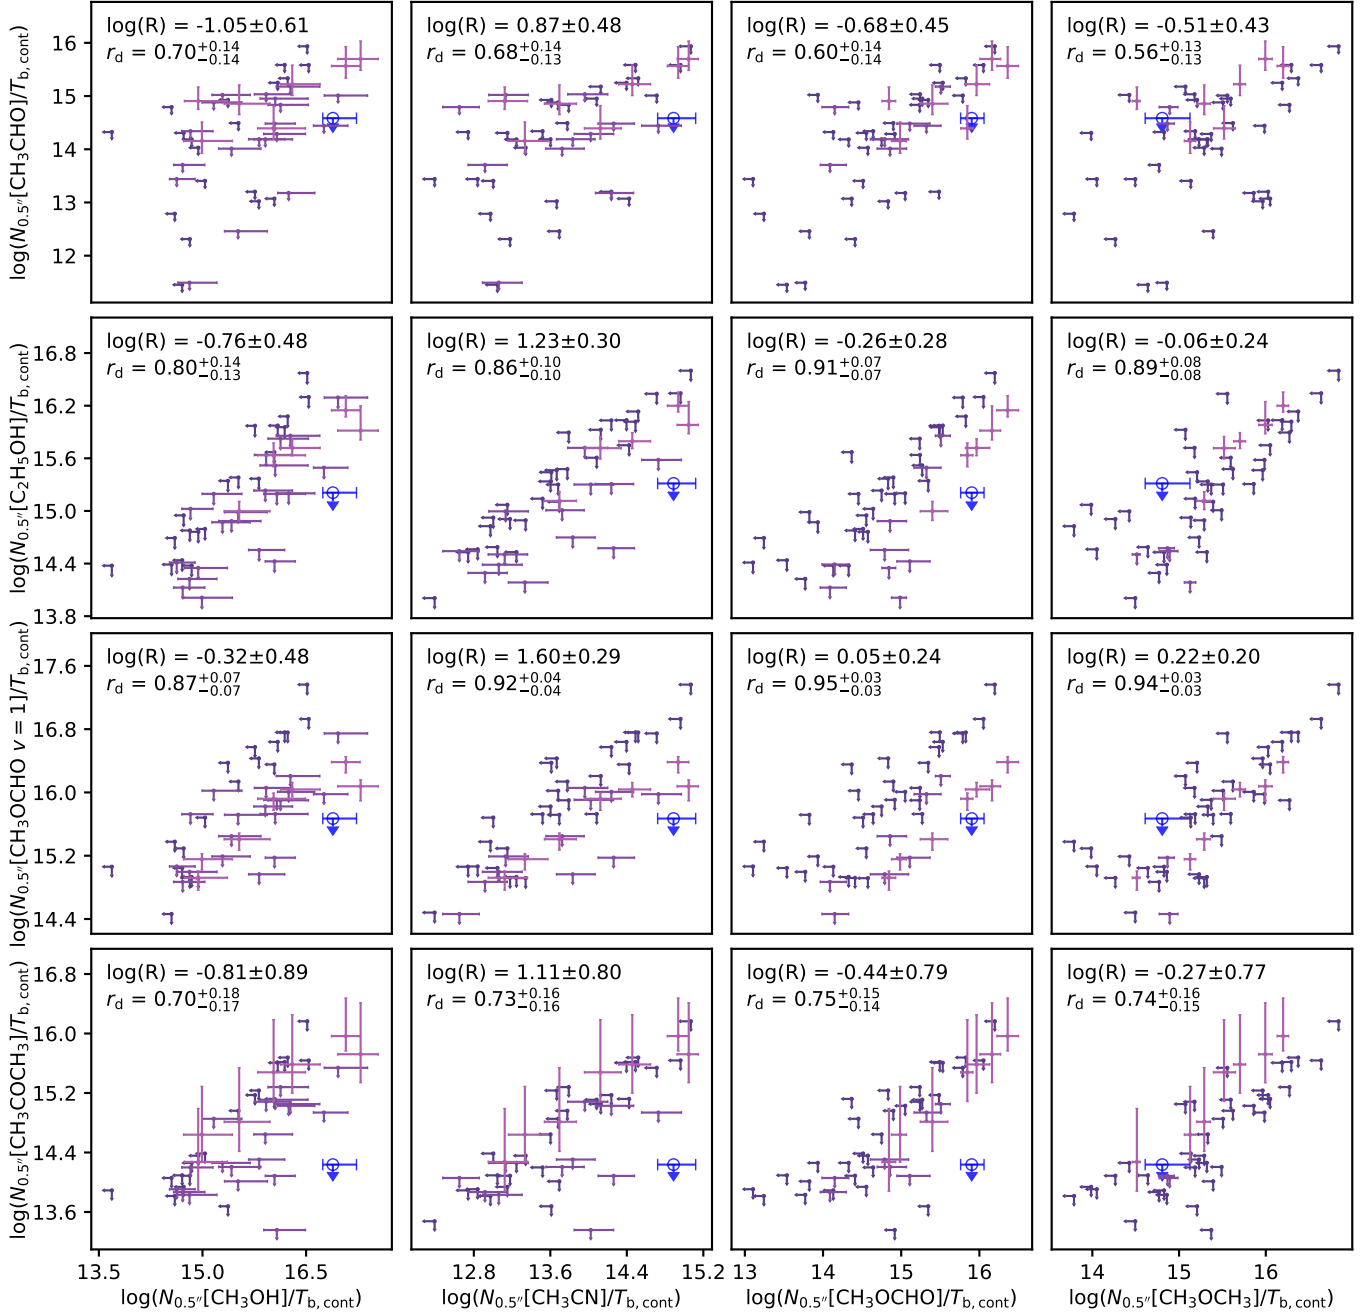 log(R) = -1.05±0.61
r_d = 0.70^{+0.14}_{-0.14}
log(R) = 0.87±0.48
r_d = 0.68^{+0.14}_{-0.13}
log(R) = -0.68±0.45
r_d = 0.60^{+0.14}_{-0.14}
log(R) = -0.51±0.43
r_d = 0.56^{+0.13}_{-0.13}
16
15
14
13
12
log(N_{0.5″}[CH₃CHO]/T_{b, cont})
log(R) = -0.76±0.48
r_d = 0.80^{+0.14}_{-0.13}
log(R) = 1.23±0.30
r_d = 0.86^{+0.10}_{-0.10}
log(R) = -0.26±0.28
r_d = 0.91^{+0.07}_{-0.07}
log(R) = -0.06±0.24
r_d = 0.89^{+0.08}_{-0.08}
16.8
16.2
15.6
15.0
14.4
13.8
log(N_{0.5″}[C₂H₅OH]/T_{b, cont})
log(R) = -0.32±0.48
r_d = 0.87^{+0.07}_{-0.07}
log(R) = 1.60±0.29
r_d = 0.92^{+0.04}_{-0.04}
log(R) = 0.05±0.24
r_d = 0.95^{+0.03}_{-0.03}
log(R) = 0.22±0.20
r_d = 0.94^{+0.03}_{-0.03}
17.6
16.8
16.0
15.2
14.4
log(N_{0.5″}[CH₃OCHO v = 1]/T_{b, cont})
log(R) = -0.81±0.89
r_d = 0.70^{+0.18}_{-0.17}
log(R) = 1.11±0.80
r_d = 0.73^{+0.16}_{-0.16}
log(R) = -0.44±0.79
r_d = 0.75^{+0.15}_{-0.14}
log(R) = -0.27±0.77
r_d = 0.74^{+0.16}_{-0.15}
16.8
16.0
15.2
14.4
13.6
log(N_{0.5″}[CH₃COCH₃]/T_{b, cont})
13.5 15.0 16.5
12.8 13.6 14.4 15.2
13 14 15 16
14 15 16
log(N_{0.5″}[CH₃OH]/T_{b, cont})
log(N_{0.5″}[CH₃CN]/T_{b, cont})
log(N_{0.5″}[CH₃OCHO]/T_{b, cont})
log(N_{0.5″}[CH₃OCH₃]/T_{b, cont})